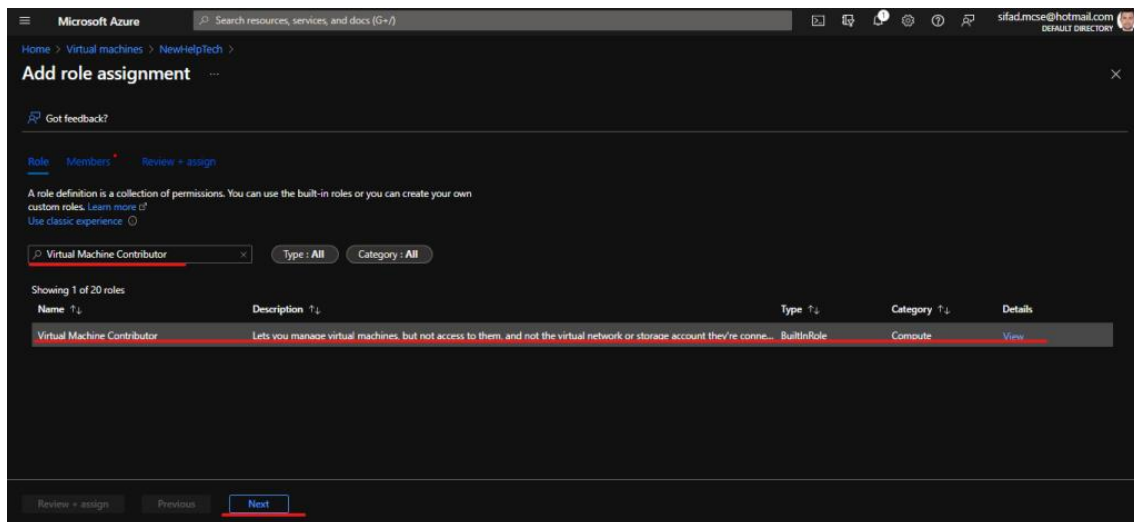 Microsoft Azure
Search resources, services, and docs (G+/)
1
sifad.mcse@hotmail.com
DEFAULT DIRECTORY
Home > Virtual machines > NewHelpTech >
Add role assignment ...
Got feedback?
Role Members * Review + assign
A role definition is a collection of permissions. You can use the built-in roles or you can create your own
custom roles. Learn more
Use classic experience
Virtual Machine Contributor
Type : All
Category : All
Showing 1 of 20 roles
Name ↑↓ Description ↑↓ Type ↑↓ Category ↑↓ Details
Virtual Machine Contributor Lets you manage virtual machines, but not access to them, and not the virtual network or storage account they're conne... BuiltInRole Compute View
Review + assign Previous Next